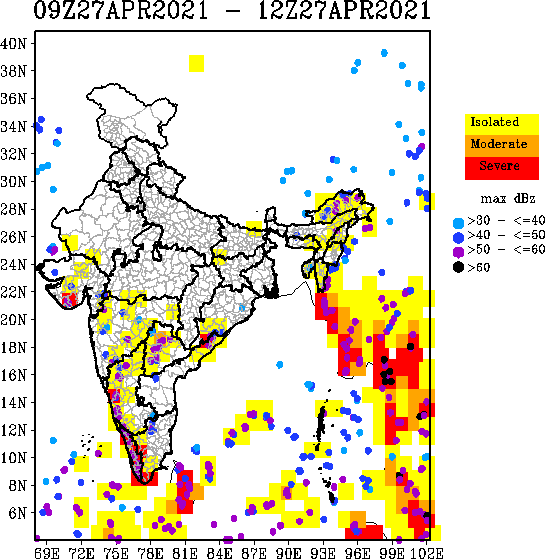 09Z27APR2021 - 12Z27APR2021
40N
38N
36N
34N
32N
30N
28N
26N
24N
22N
20N
18N
16N
14N
12N
10N
8N
6N
69E 72E 75E 78E 81E 84E 87E 90E 93E 96E 99E 102E
Isolated
Moderate
Severe
max dBz
>30 - <=40
>40 - <=50
>50 - <=60
>60